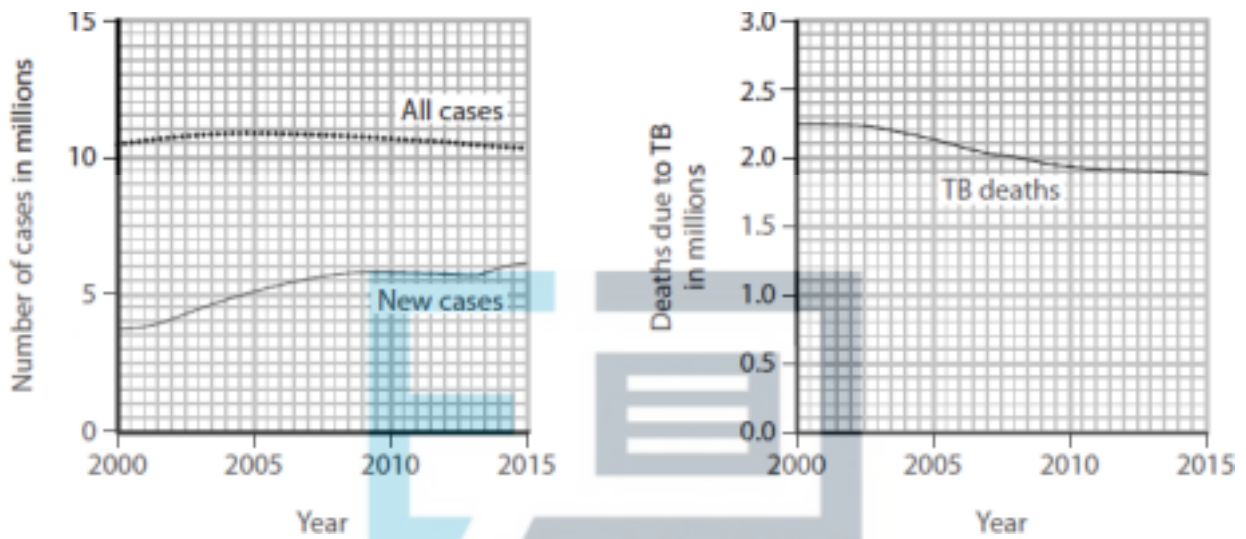 Number of cases in millions
15
10
5
0
All cases
New cases
2000 2005 2010 2015
Year
Deaths due to TB
in millions
3.0
2.5
2.0
1.5
1.0
0.5
0.0
TB deaths
2000 2005 2010 2015
Year